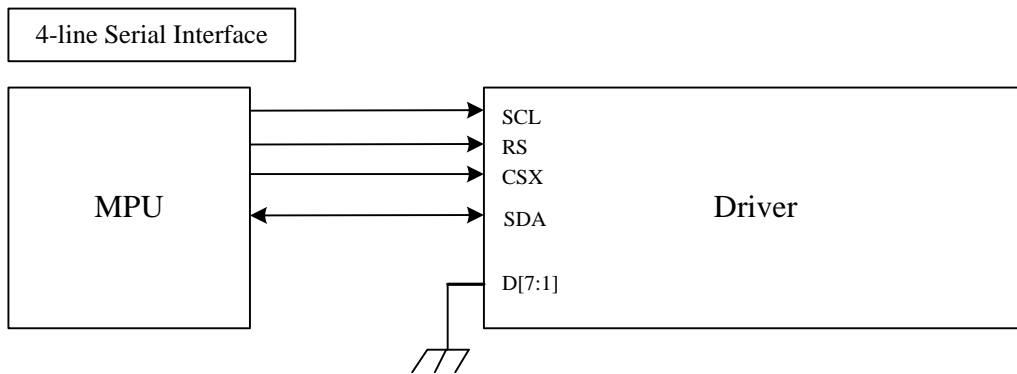 4-line Serial Interface
SCL
RS
CSX
MPU
Driver
SDA
D[7:1]